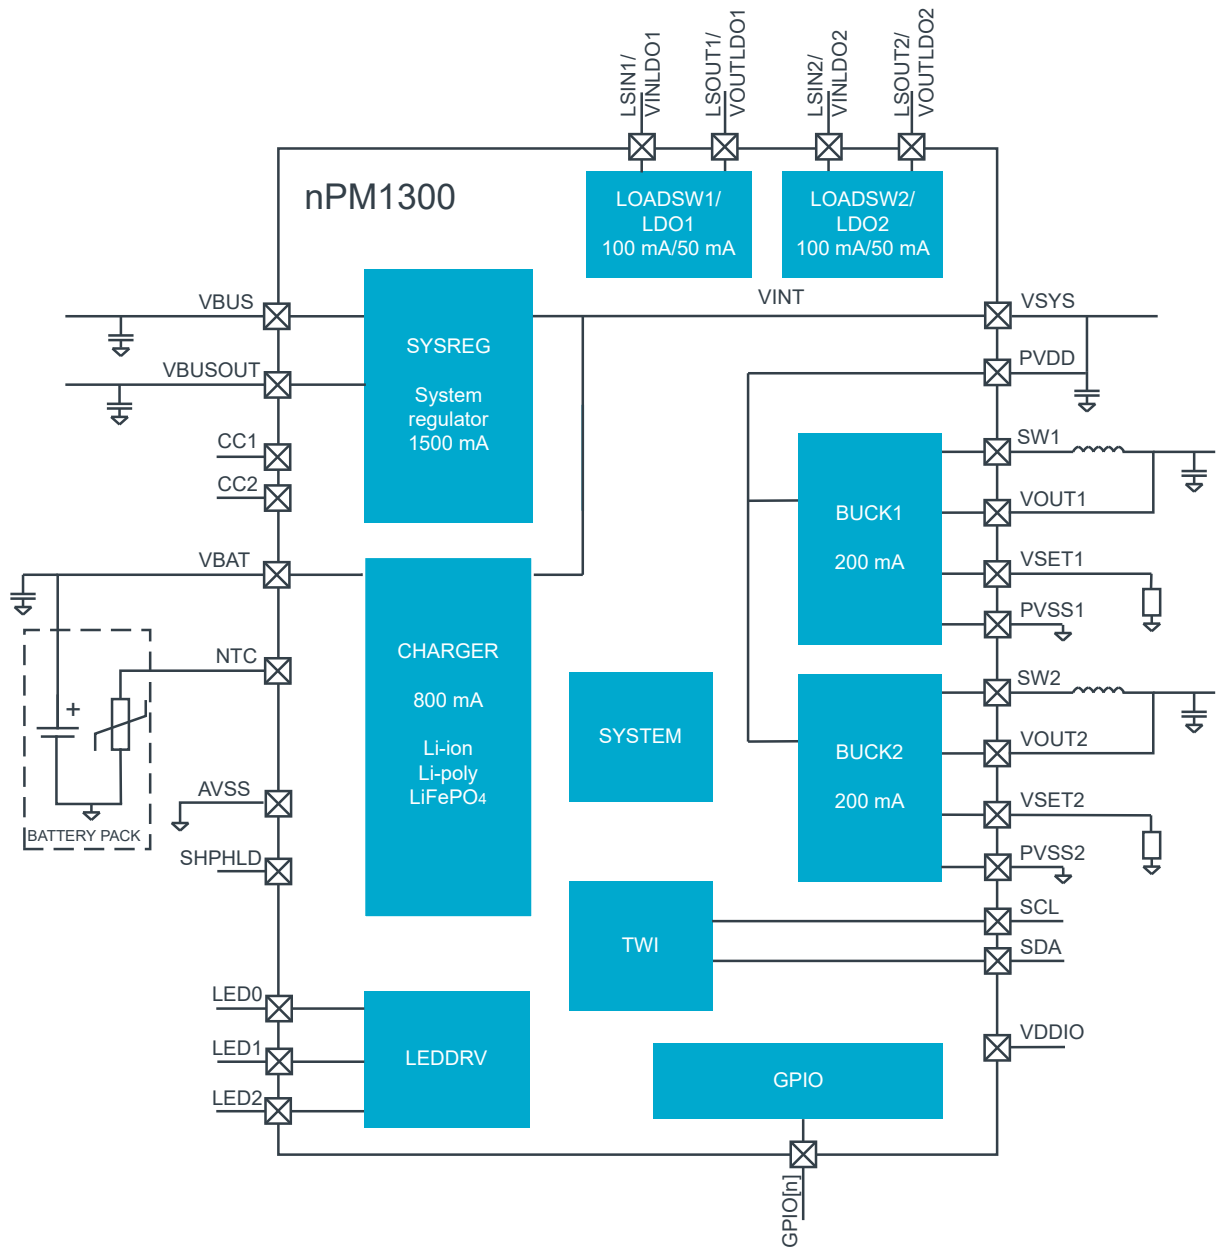 LSIN1/
VINLDO1
LSOUT1/
VOUTLDO1
LSIN2/
VINLDO2
LSOUT2/
VOUTLDO2
nPM1300
LOADSW1/
LDO1
100 mA/50 mA
LOADSW2/
LDO2
100 mA/50 mA
VBUS
VBUSOUT
CC1
CC2
VBAT
NTC
AVSS
SHPHLD
LED0
LED1
LED2
+
BATTERY PACK
SYSREG
System
regulator
1500 mA
CHARGER
800 mA
Li-ion
Li-poly
LiFePO4
LEDDRV
VINT
SYSTEM
TWI
GPIO
BUCK1
200 mA
BUCK2
200 mA
VSYS
PVDD
SW1
VOUT1
VSET1
PVSS1
SW2
VOUT2
VSET2
PVSS2
SCL
SDA
VDDIO
GPIO[n]